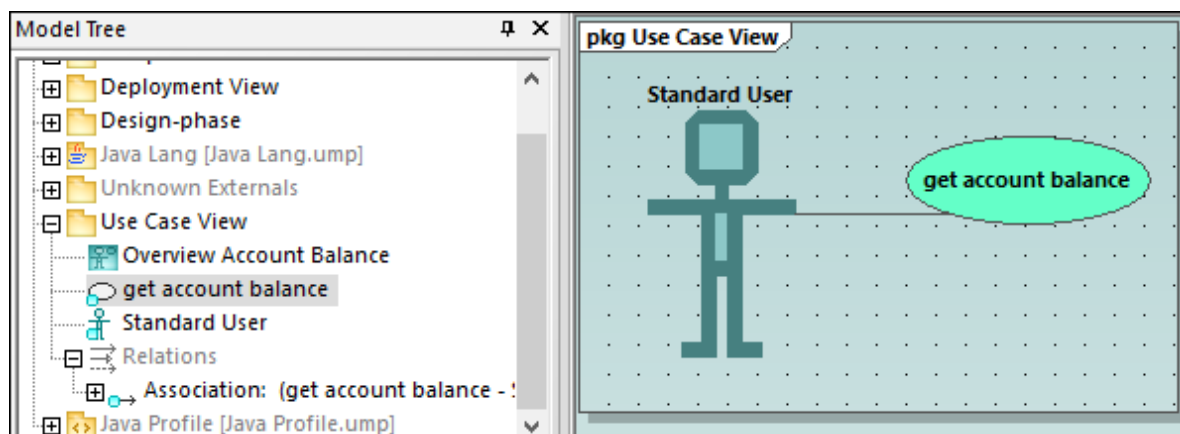 Model Tree
Deployment View
Design-phase
Java Lang [Java Lang.ump]
Unknown Externals
Use Case View
Overview Account Balance
get account balance
Standard User
Relations
Association: (get account balance -
Java Profile [Java Profile.ump]
pkg Use Case View
Standard User
get account balance